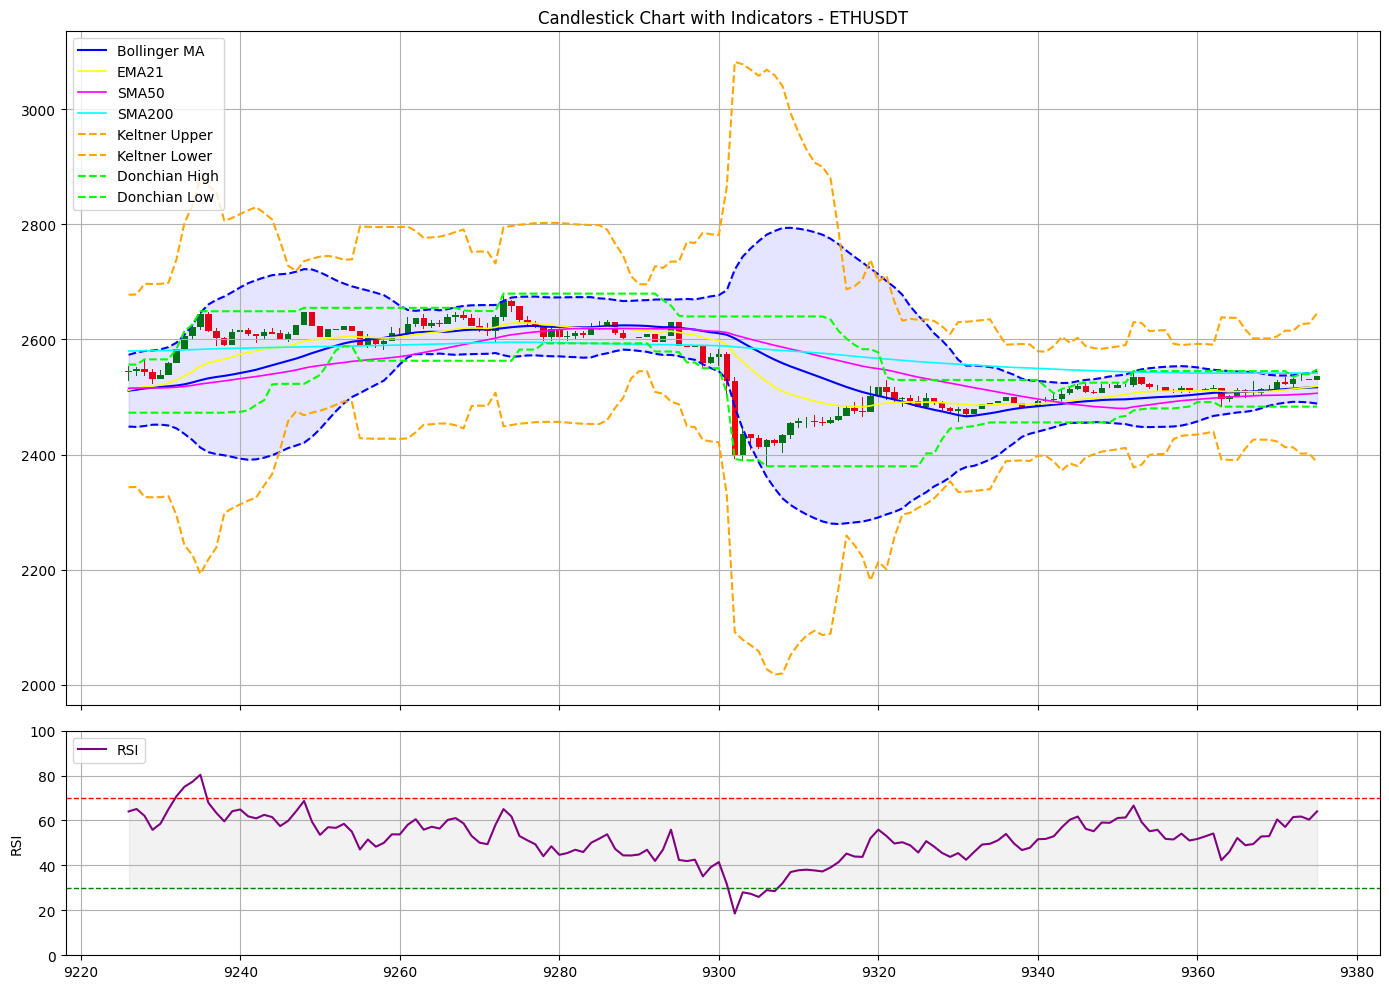 Candlestick Chart with Indicators - ETHUSDT
Bollinger MA
EMA21
SMA50
SMA200
Keltner Upper
Keltner Lower
Donchian High
Donchian Low
3000
2800
2600
2400
2200
2000
RSI
100
80
60
40
20
0
RSI
9220 9240 9260 9280 9300 9320 9340 9360 9380